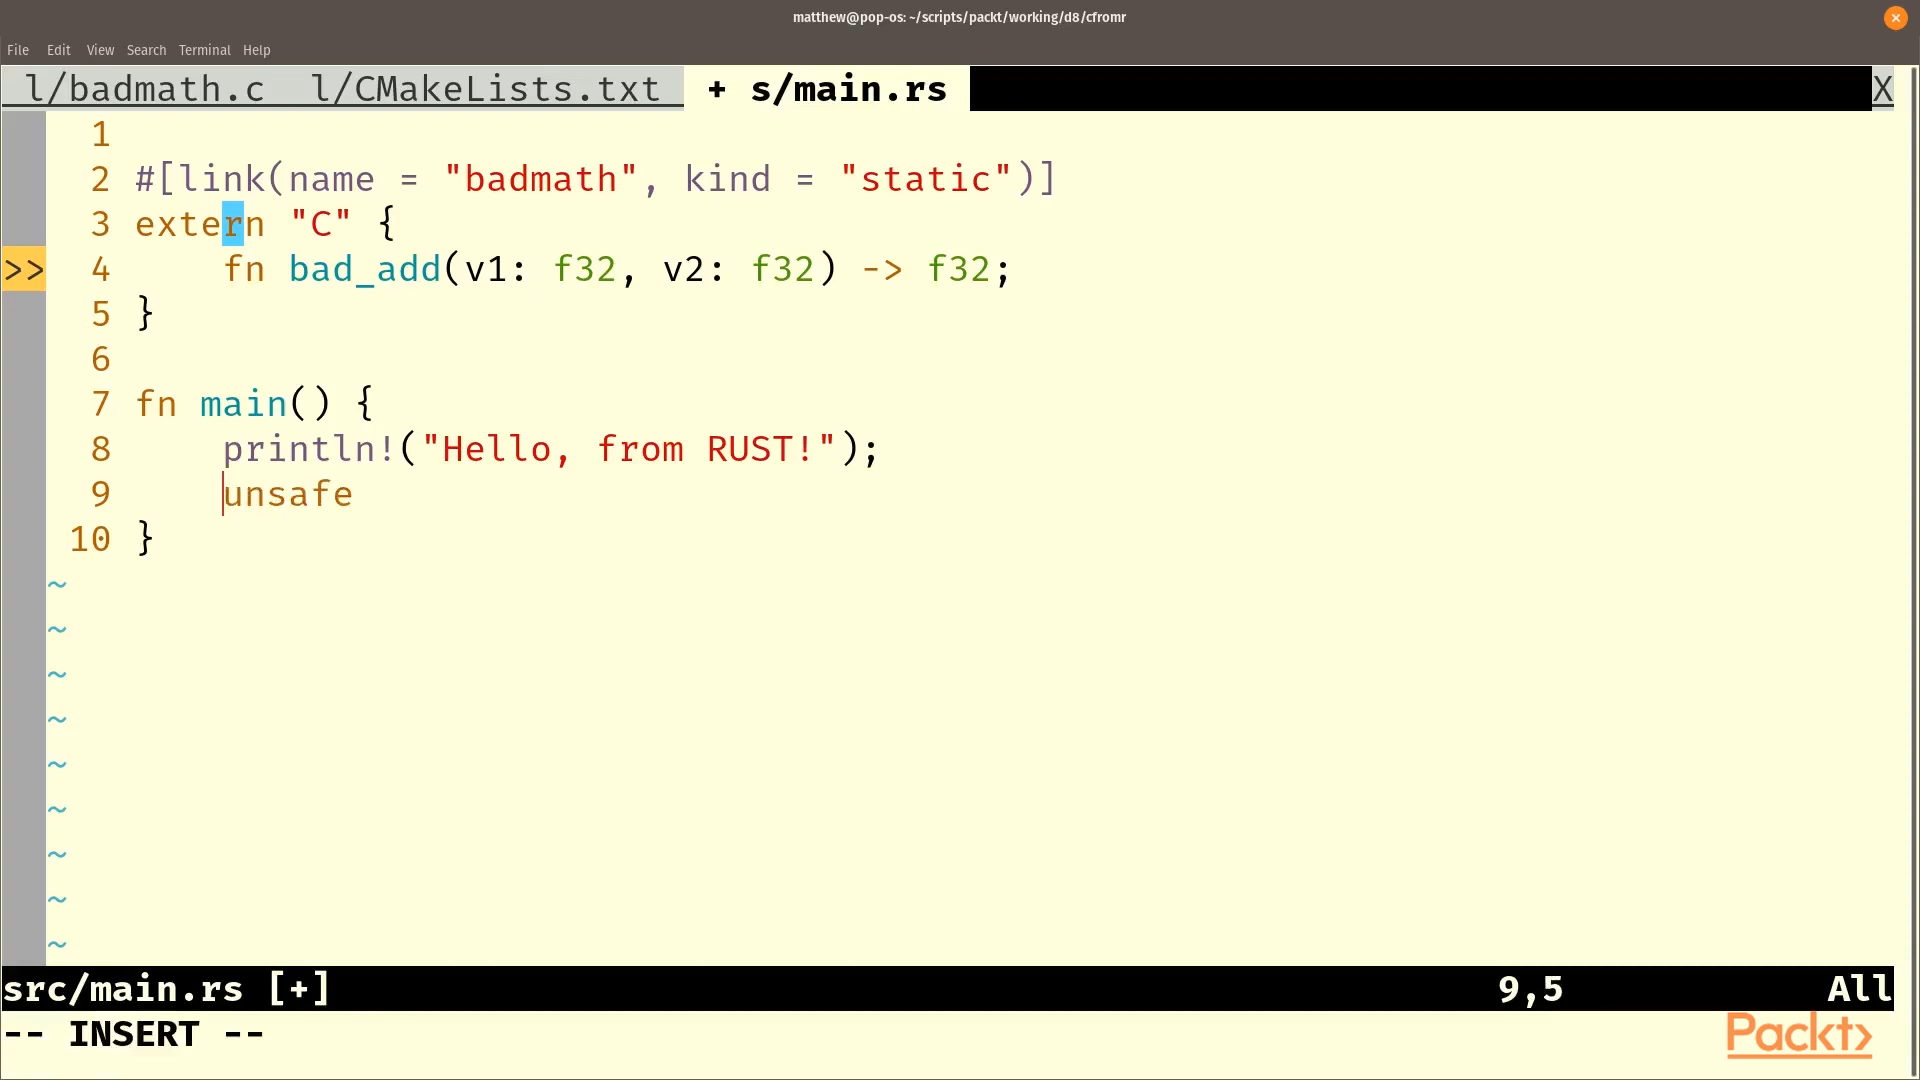 matthew@pop-os: ~/scripts/packt/working/d8/cfromr
File Edit View Search Terminal Help
l/badmath.c l/CMakeLists.txt + s/main.rs X
1
2 #[link(name = "badmath", kind = "static")]
3 extern "C" {
>> 4     fn bad_add(v1: f32, v2: f32) -> f32;
5 }
6
7 fn main() {
8     println!("Hello, from RUST!");
9     unsafe
10 }
~
~
~
~
~
~
~
~
~
src/main.rs [+] 9,5 All
-- INSERT --
Packt>